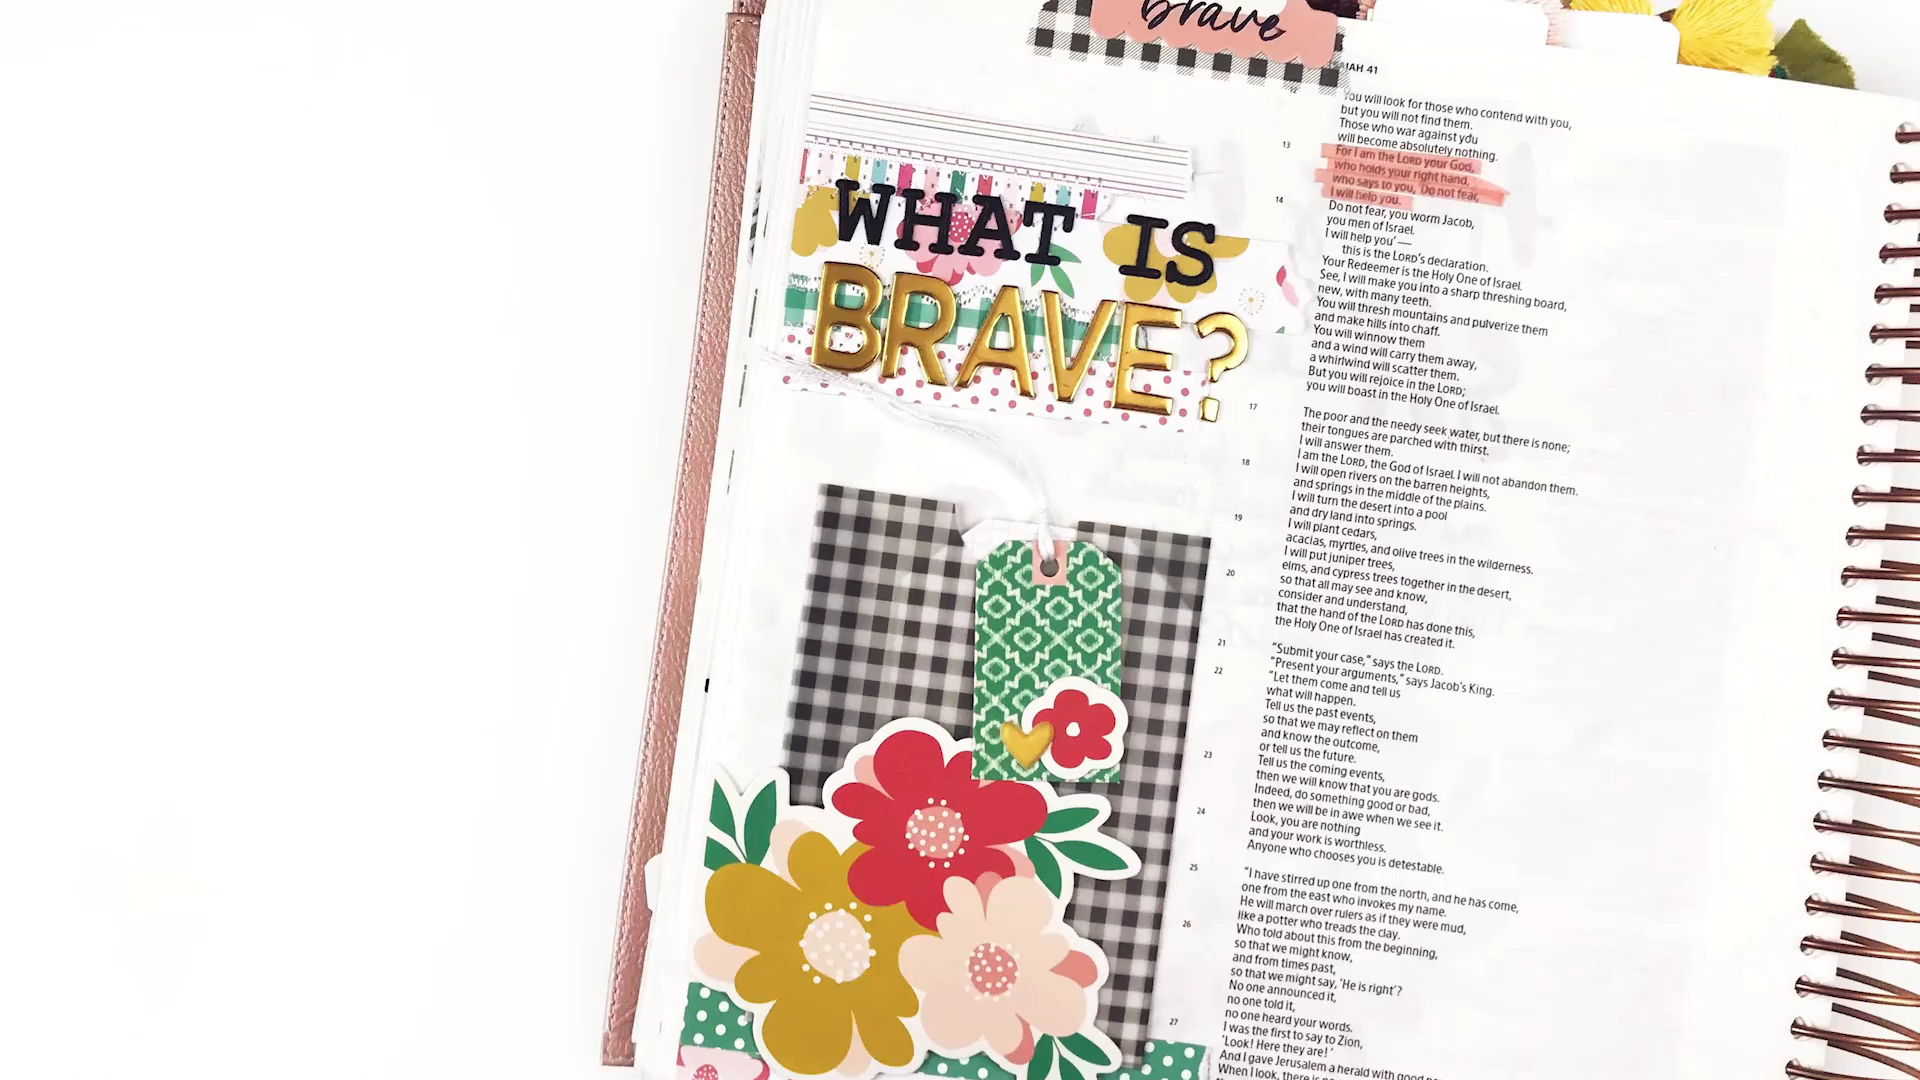 brave
WHAT IS
BRAVE?
IAH 41
12
You will look for those who contend with you,
but you will not find them.
Those who war against you
will become absolutely nothing.
13
For I am the LORD your God,
who holds your right hand,
who says to you, 'Do not fear,
I will help you.
14
Do not fear, you worm Jacob,
you men of Israel.
I will help you' —
this is the LORD's declaration.
Your Redeemer is the Holy One of Israel.
See, I will make you into a sharp threshing board,
new, with many teeth.
You will thresh mountains and pulverize them
and make hills into chaff.
You will winnow them
and a wind will carry them away,
a whirlwind will scatter them.
But you will rejoice in the LORD;
you will boast in the Holy One of Israel.
17
The poor and the needy seek water, but there is none;
their tongues are parched with thirst.
I will answer them.
I am the LORD, the God of Israel. I will not abandon them.
18
I will open rivers on the barren heights,
and springs in the middle of the plains.
I will turn the desert into a pool
and dry land into springs.
19
I will plant cedars,
acacias, myrtles, and olive trees in the wilderness.
I will put juniper trees,
elms, and cypress trees together in the desert,
20
so that all may see and know,
consider and understand,
that the hand of the LORD has done this,
the Holy One of Israel has created it.
21
"Submit your case," says the LORD.
"Present your arguments," says Jacob's King.
22
"Let them come and tell us
what will happen.
Tell us the past events,
so that we may reflect on them
and know the outcome,
or tell us the future.
23
Tell us the coming events,
then we will know that you are gods.
Indeed, do something good or bad,
then we will be in awe when we see it.
24
Look, you are nothing
and your work is worthless.
Anyone who chooses you is detestable.
25
"I have stirred up one from the north, and he has come,
one from the east who invokes my name.
He will march over rulers as if they were mud,
like a potter who treads the clay.
26
Who told about this from the beginning,
so that we might know,
and from times past,
so that we might say, 'He is right'?
No one announced it,
no one told it,
no one heard your words.
27
I was the first to say to Zion,
'Look! Here they are!'
And I gave Jerusalem a herald with good
When I look, there is